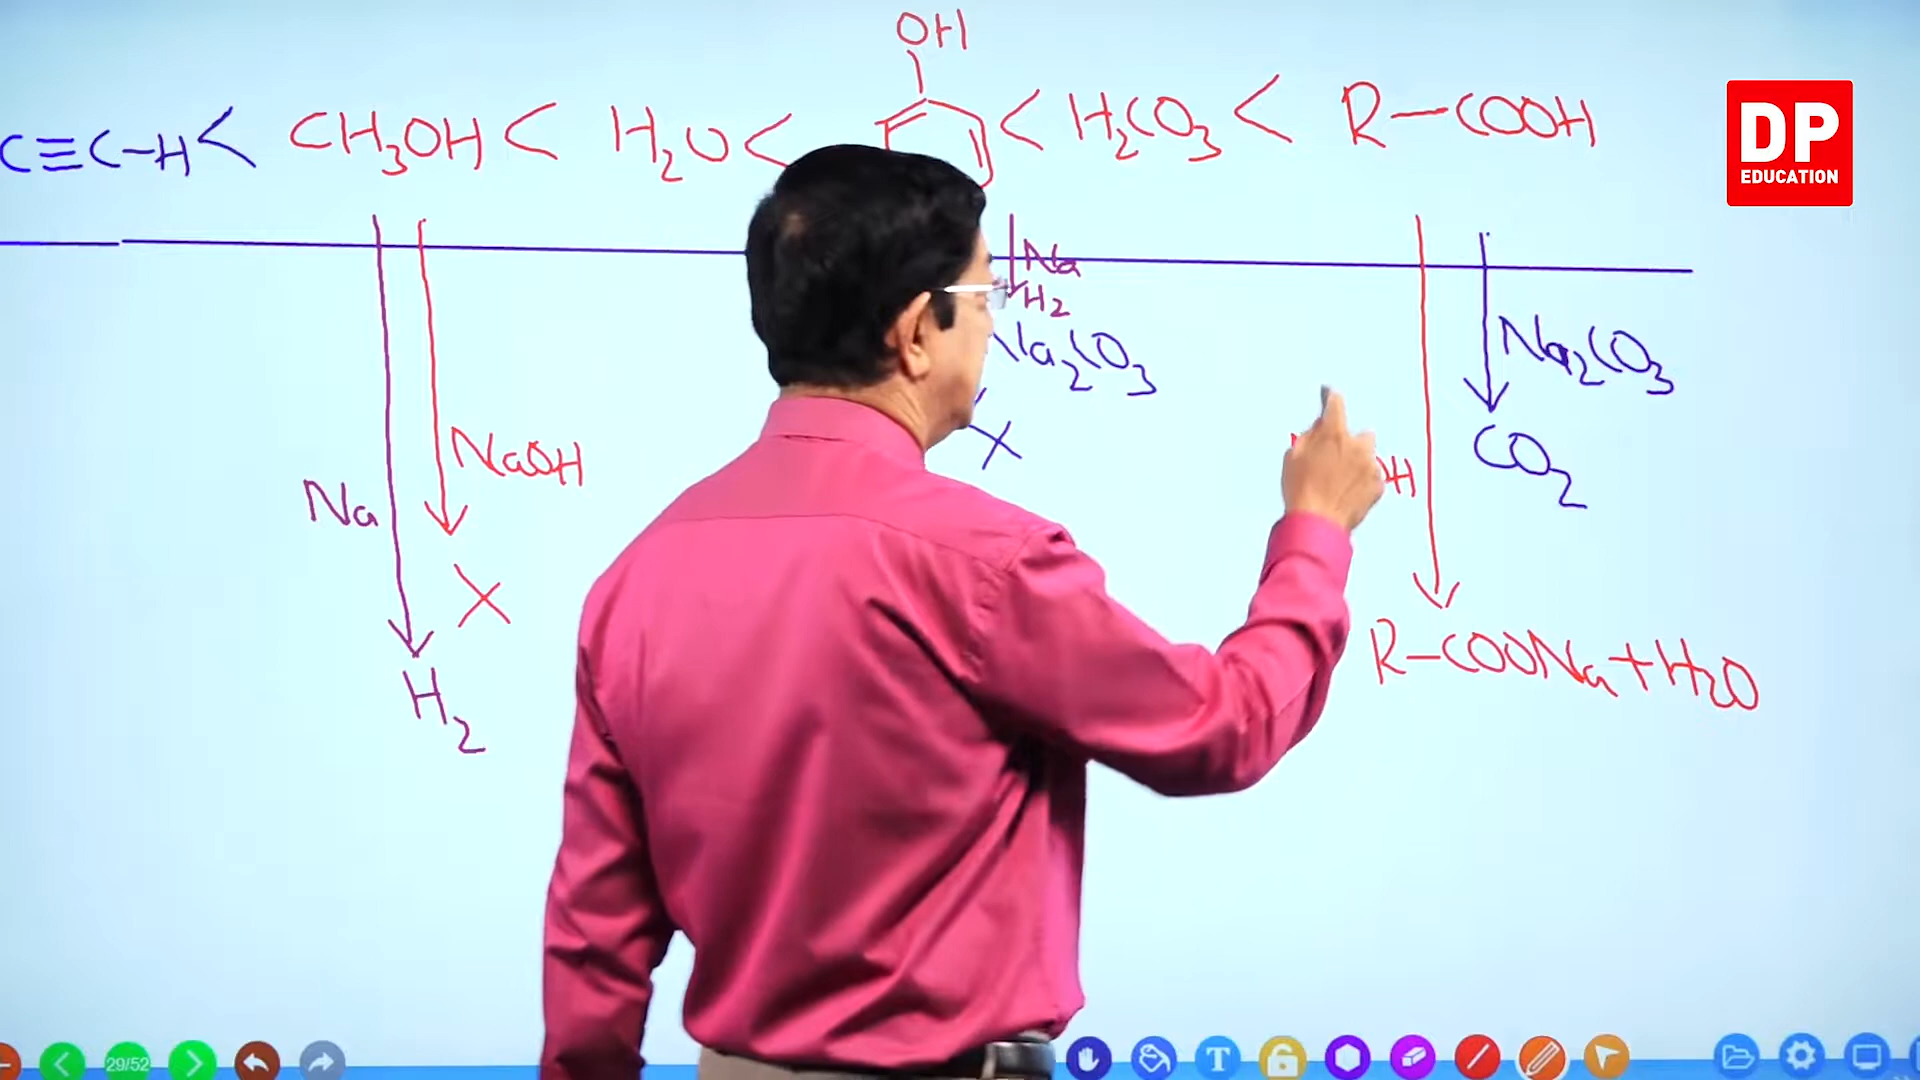 OH
C≡C-H < CH₃OH < H₂O < < H₂CO₃ < R-COOH
DP
EDUCATION
Na
H₂
Na₂CO₃
X
Na₂CO₃
CO₂
NaOH
X
Na
H₂
R-COONa+H₂O
29/52
T